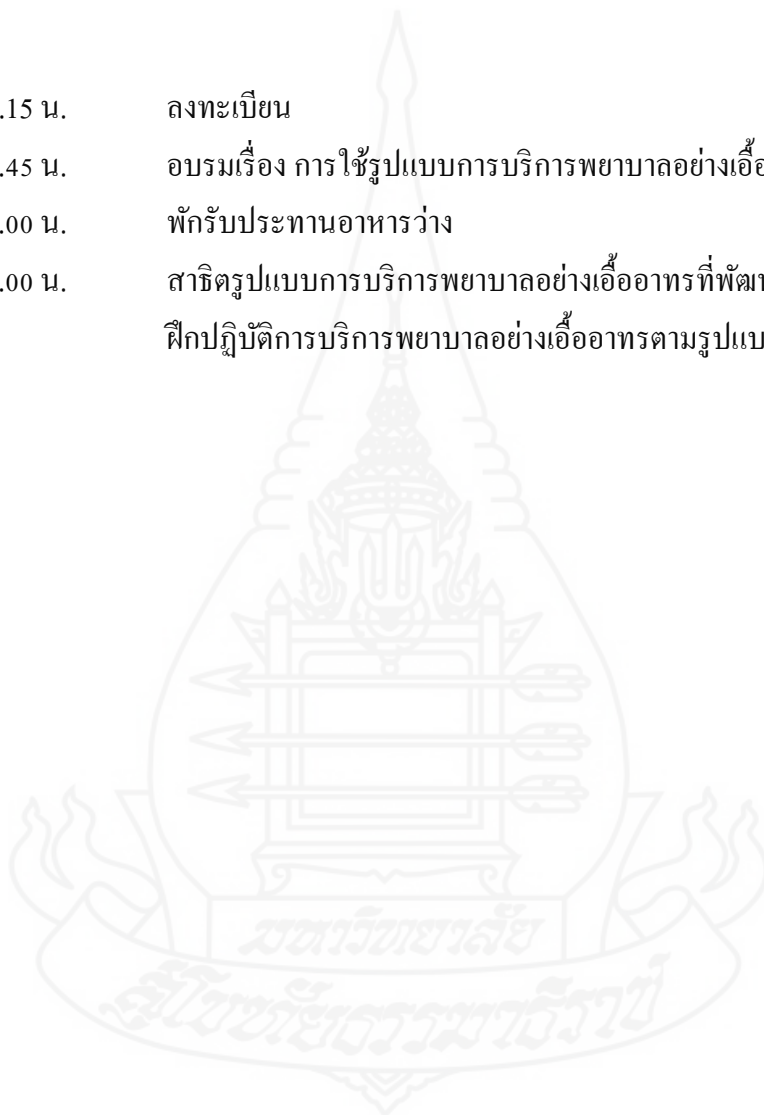 .15 น. ลงทะเบียน
.45 น. อบรมเรื่อง การใช้รูปแบบการบริการพยาบาลอย่างเอื้อ
.00 น. พักรับประทานอาหารว่าง
.00 น. สาธิตรูปแบบการบริการพยาบาลอย่างเอื้ออาทรที่พัฒ
ฝึกปฏิบัติการบริการพยาบาลอย่างเอื้ออาทรตามรูปแบ
มหาวิทยาลัย
สุโขทัยธรรมาธิราช